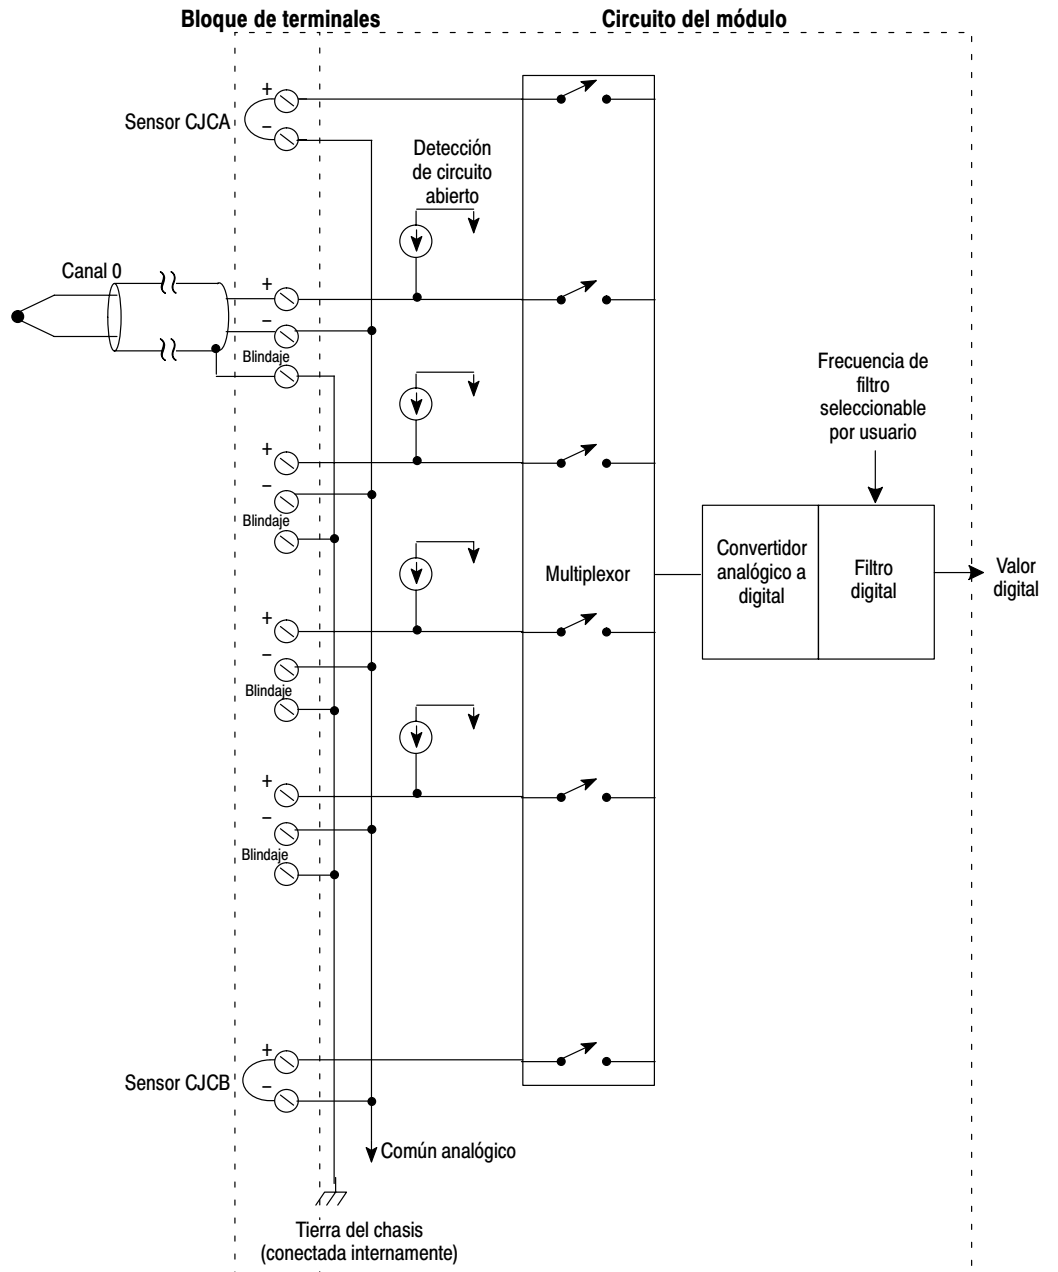 Bloque de terminales
Circuito del módulo
+
Sensor CJCA
−
Detección
de circuito
abierto
Canal 0
+
−
Blindaje
Frecuencia de
filtro
seleccionable
por usuario
+
−
Blindaje
Multiplexor
Convertidor
analógico a
digital
Filtro
digital
Valor
digital
+
−
Blindaje
+
−
Blindaje
+
Sensor CJCB
−
Común analógico
Tierra del chasis
(conectada internamente)